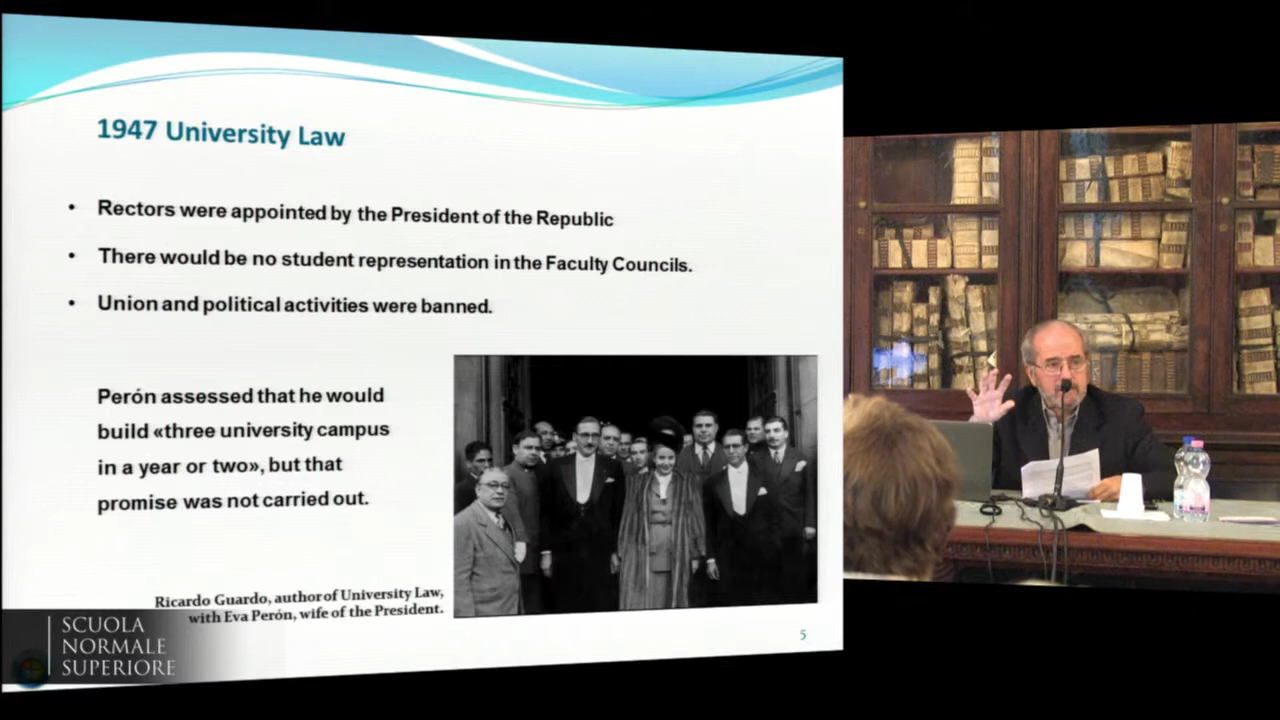 1947 University Law
• Rectors were appointed by the President of the Republic
• There would be no student representation in the Faculty Councils.
• Union and political activities were banned.
Perón assessed that he would
build «three university campus
in a year or two», but that
promise was not carried out.
Ricardo Guardo, author of University Law,
with Eva Perón, wife of the President.
5
SCUOLA
NORMALE
SUPERIORE